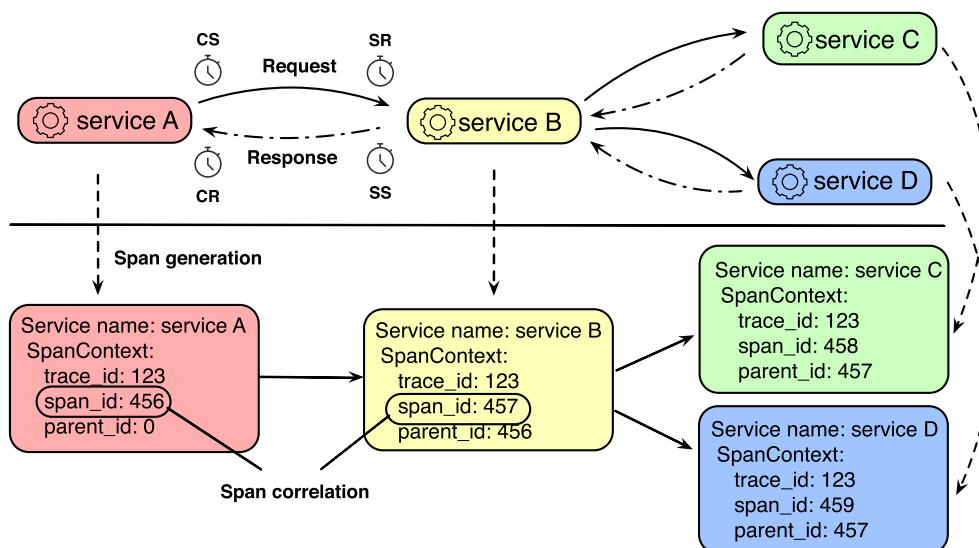 CS
SR
Request
service C
service A
service B
Response
CR
SS
service D
Span generation
Service name: service A
SpanContext:
trace_id: 123
span_id: 456
parent_id: 0
Service name: service B
SpanContext:
trace_id: 123
span_id: 457
parent_id: 456
Service name: service C
SpanContext:
trace_id: 123
span_id: 458
parent_id: 457
Service name: service D
SpanContext:
trace_id: 123
span_id: 459
parent_id: 457
Span correlation